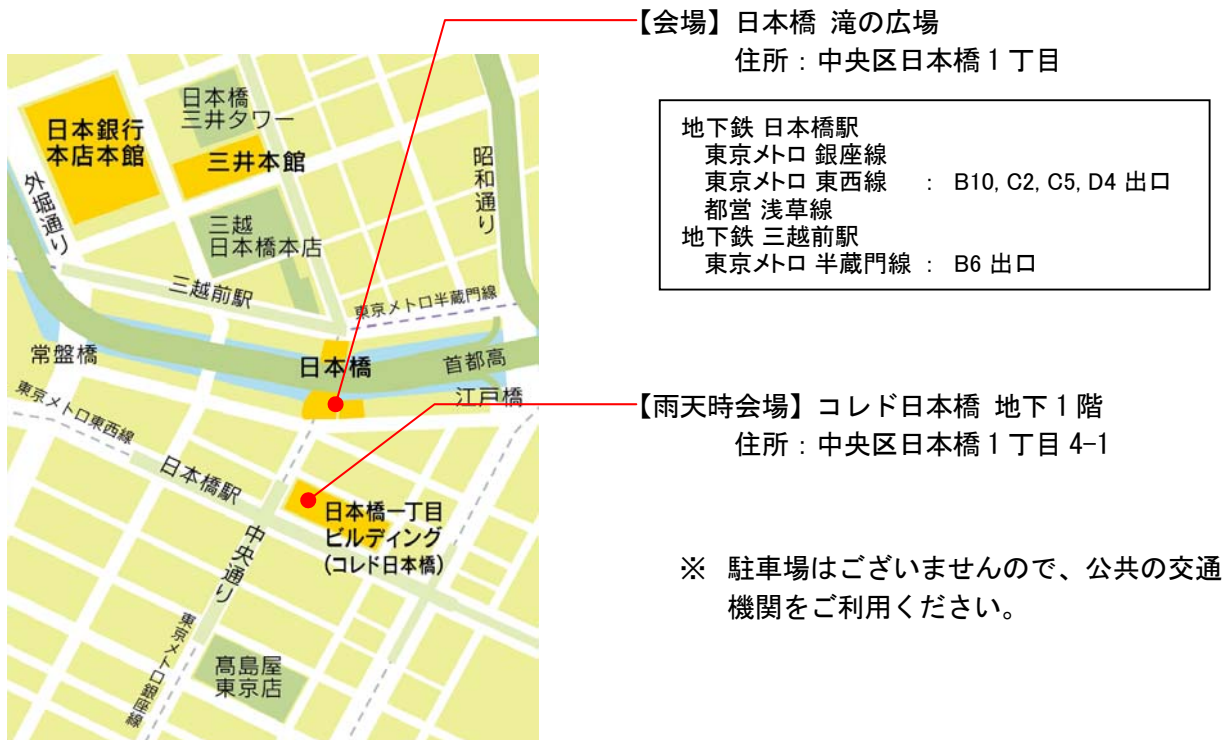 【会場】日本橋 滝の広場
住所：中央区日本橋１丁目
地下鉄 日本橋駅
東京メトロ 銀座線
東京メトロ 東西線 ： B10, C2, C5, D4 出口
都営 浅草線
地下鉄 三越前駅
東京メトロ 半蔵門線 ： B6 出口
【雨天時会場】コレド日本橋 地下１階
住所：中央区日本橋１丁目 4-1
※ 駐車場はございませんので、公共の交通
機関をご利用ください。
日本橋
三井タワー
日本銀行
本店本館
三井本館
昭和通り
外堀通り
三越
日本橋本店
三越前駅
東京メトロ半蔵門線
常盤橋
日本橋
首都高
江戸橋
東京メトロ東西線
日本橋駅
日本橋一丁目
ビルディング
(コレド日本橋)
中央通り
東京メトロ銀座線
髙島屋
東京店